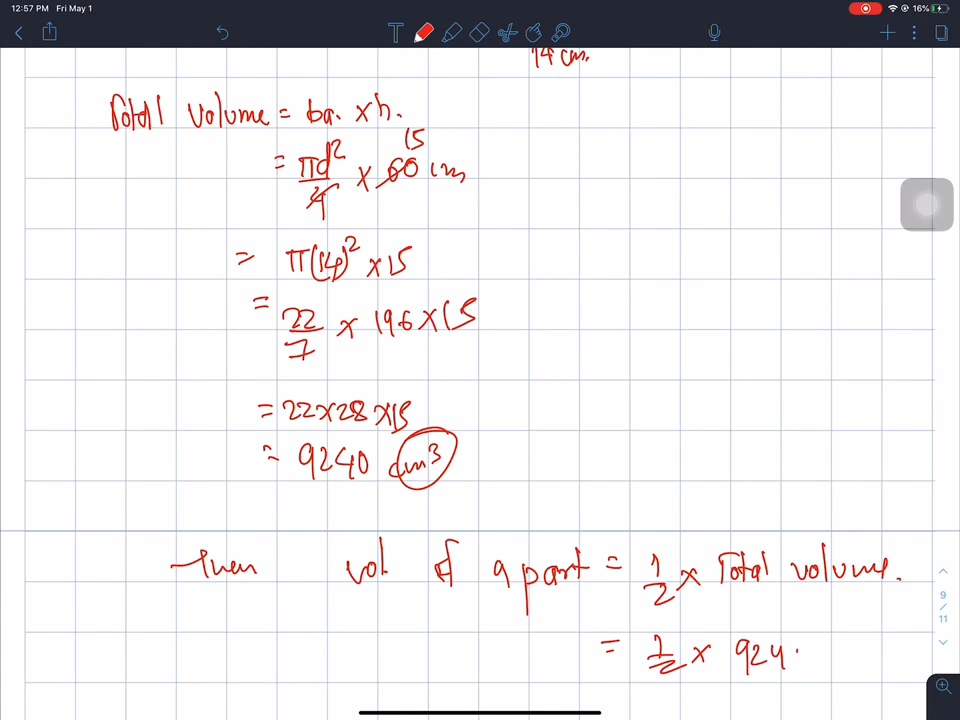 12:57 PM Fri May 1
16%
14 cm.
Total volume = ba. x h.
= πd²/4 x 60 cm
15
= π(14)² x 15
=
22/7 x 196 x 15
= 22x28x15
= 9240 cm³
Then vol of a part = 1/2 x Total volume.
= 1/2 x 924
9
/
11